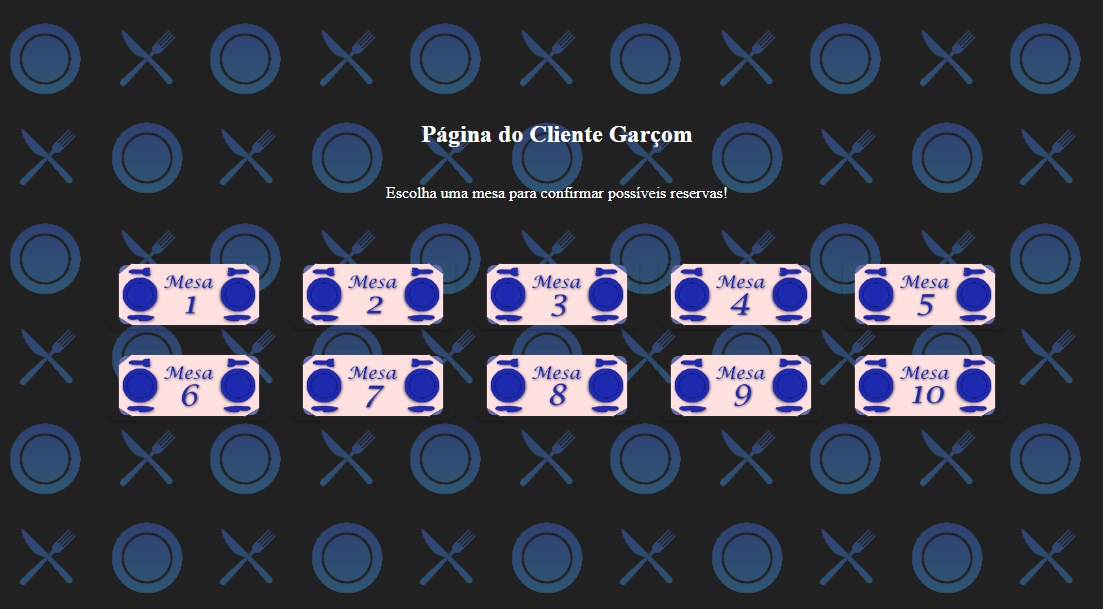 Página do Cliente Garçom
Escolha uma mesa para confirmar possíveis reservas!
Mesa 1
Mesa 2
Mesa 3
Mesa 4
Mesa 5
Mesa 6
Mesa 7
Mesa 8
Mesa 9
Mesa 10